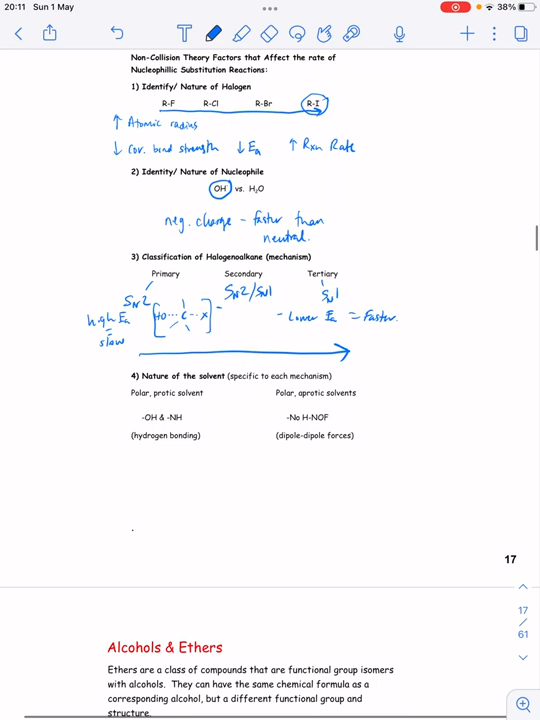 20:11 Sun 1 May
38%
Non-Collision Theory Factors that Affect the rate of
Nucleophillic Substitution Reactions:
1) Identify/ Nature of Halogen
R-F R-Cl R-Br R-I
↑ Atomic radius
↓ Cov. bond strength ↓ Ea ↑ Rxn Rate
2) Identity/ Nature of Nucleophile
OH⁻ vs. H₂O
neg. charge - faster than
neutral.
3) Classification of Halogenoalkane (mechanism)
Primary Secondary Tertiary
SN2 SN2/SN1 SN1
high Ea [HO··· C ··· X]⁻ - Lower Ea = Faster.
=
slow
4) Nature of the solvent (specific to each mechanism)
Polar, protic solvent Polar, aprotic solvents
-OH & -NH -No H-NOF
(hydrogen bonding) (dipole-dipole forces)
17
17
/
61
Alcohols & Ethers
Ethers are a class of compounds that are functional group isomers
with alcohols. They can have the same chemical formula as a
corresponding alcohol, but a different functional group and
structure.